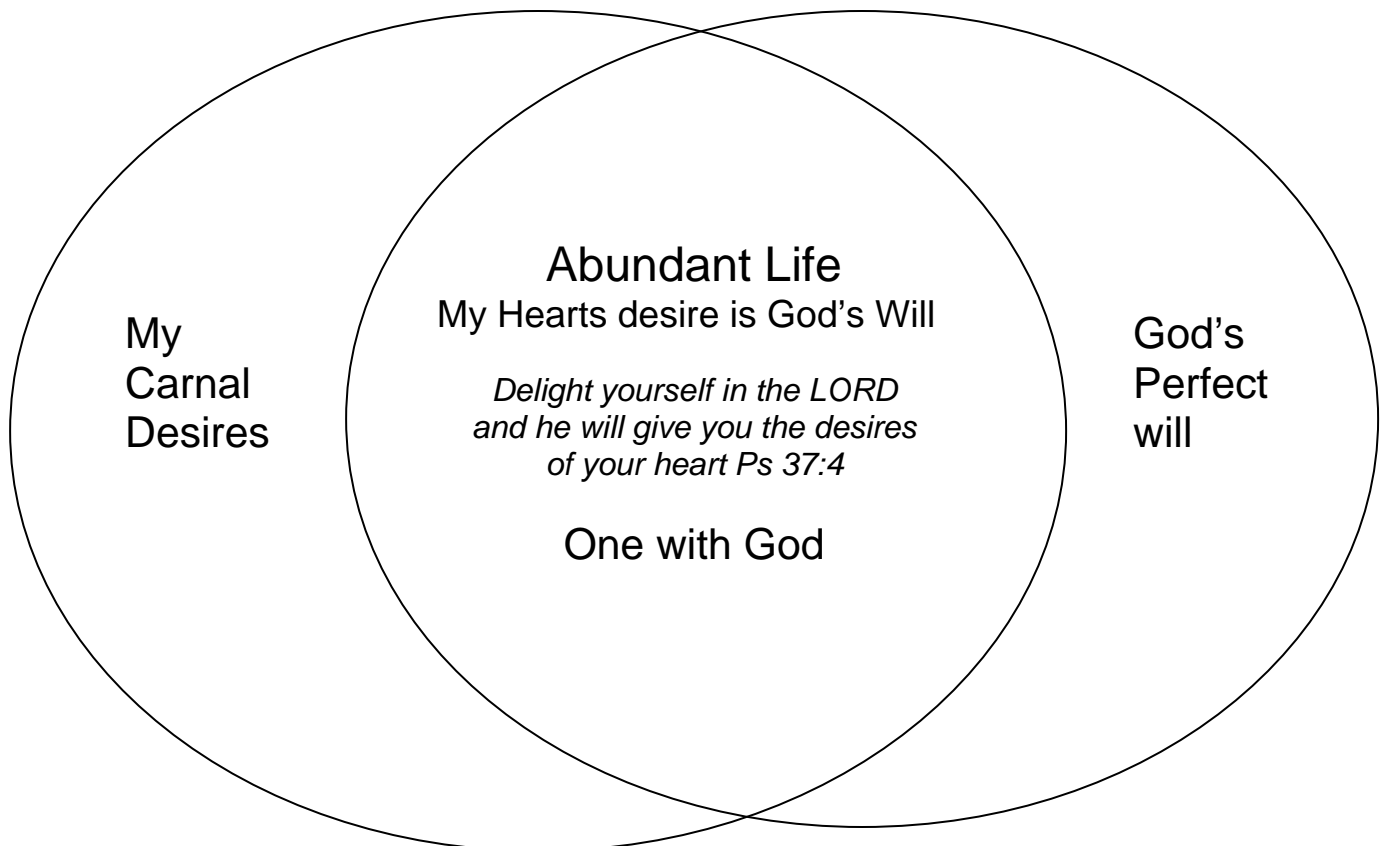 My
Carnal
Desires
Abundant Life
My Hearts desire is God’s Will
Delight yourself in the LORD
and he will give you the desires
of your heart Ps 37:4
One with God
God’s
Perfect
will